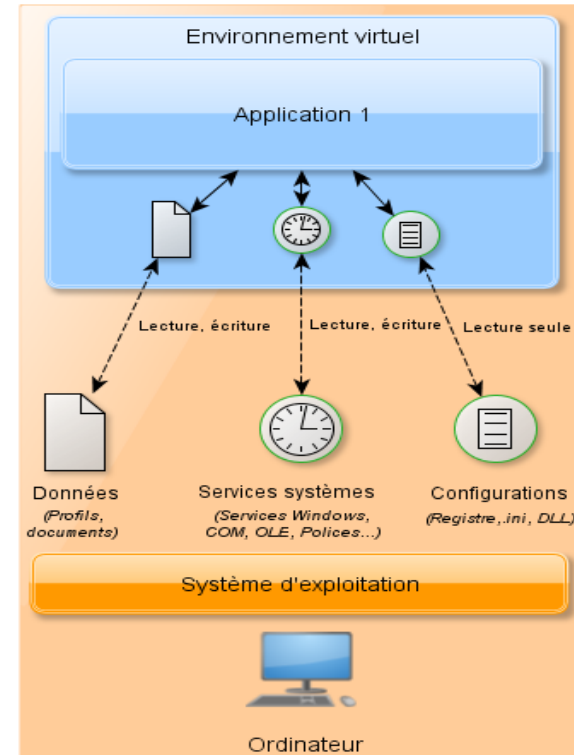 Environnement virtuel
Application 1
Lecture, écriture
Lecture, écriture
Lecture seule
Données
(Profils,
documents)
Services systèmes
(Services Windows,
COM, OLE, Polices...)
Configurations
(Registre,.ini, DLL)
Système d'exploitation
Ordinateur